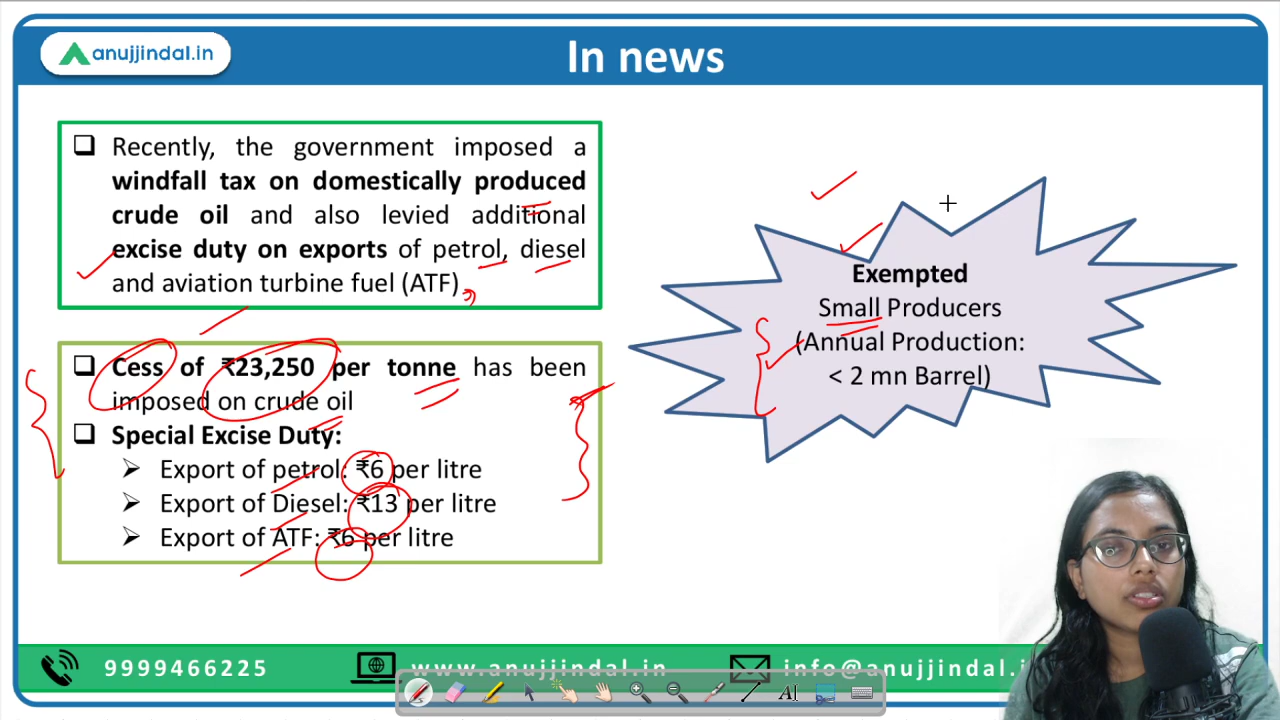 anujjindal.in
In news
Recently, the government imposed a
windfall tax on domestically produced
crude oil and also levied additional
excise duty on exports of petrol, diesel
and aviation turbine fuel (ATF)
Cess of ₹23,250 per tonne has been
imposed on crude oil
Special Excise Duty:
Export of petrol: ₹6 per litre
Export of Diesel: ₹13 per litre
Export of ATF: ₹6 per litre
Exempted
Small Producers
(Annual Production:
< 2 mn Barrel)
9999466225
www.anujjindal.in
info@anujjindal.i
AI